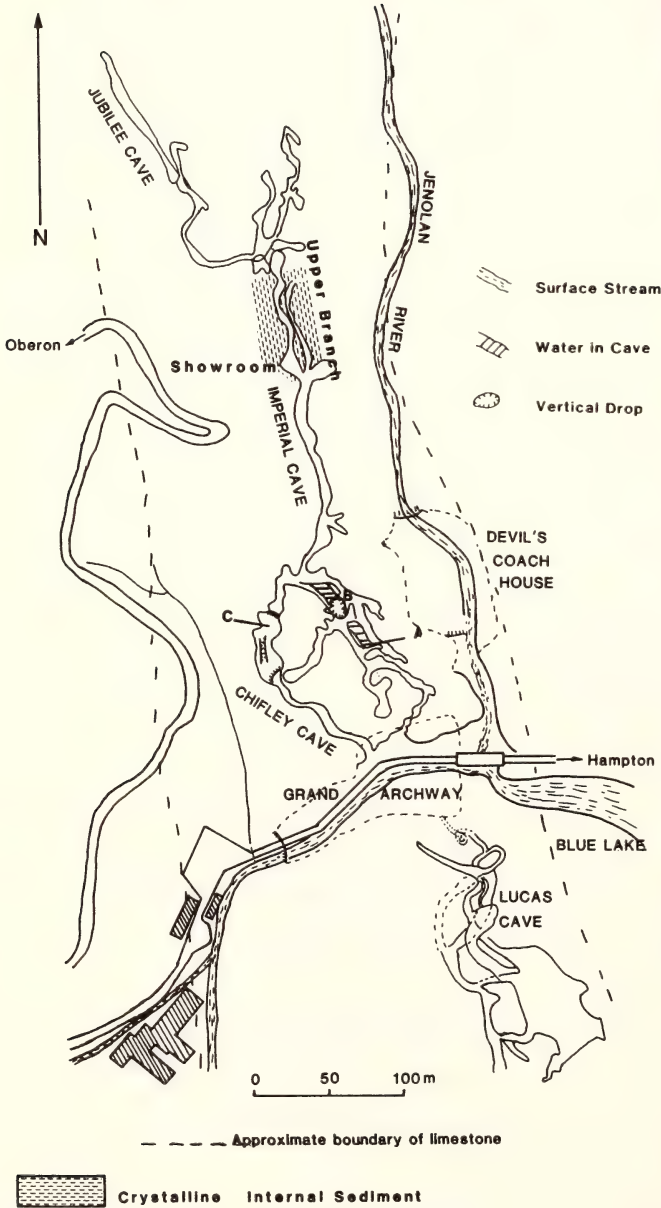 N
JUBILEE CAVE
JENOLAN
RIVER
Upper Branch
Oberon
Showroom
IMPERIAL CAVE
Surface Stream
Water in Cave
Vertical Drop
DEVIL'S
COACH
HOUSE
C
B
A
CHIFLEY CAVE
Hampton
GRAND ARCHWAY
BLUE LAKE
LUCAS
CAVE
0 50 100 m
Approximate boundary of limestone
Crystalline Internal Sediment